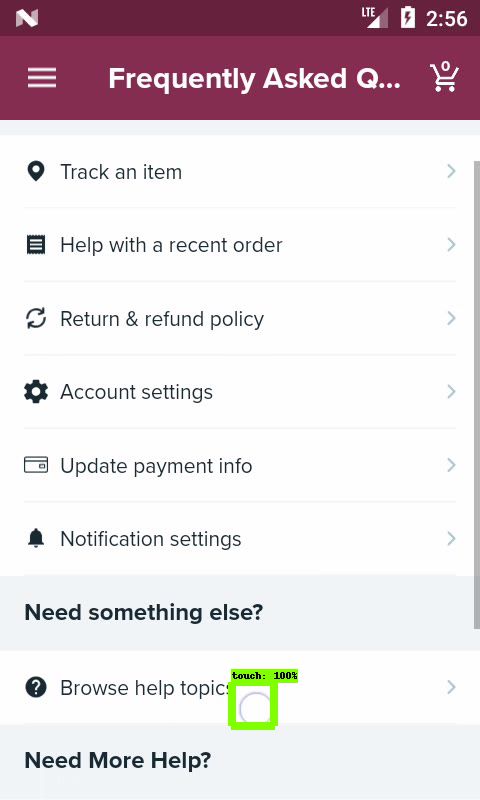 LTE
2:56
Frequently Asked Q...
0
Track an item
Help with a recent order
Return & refund policy
Account settings
Update payment info
Notification settings
Need something else?
touch: 100%
Browse help topics
Need More Help?